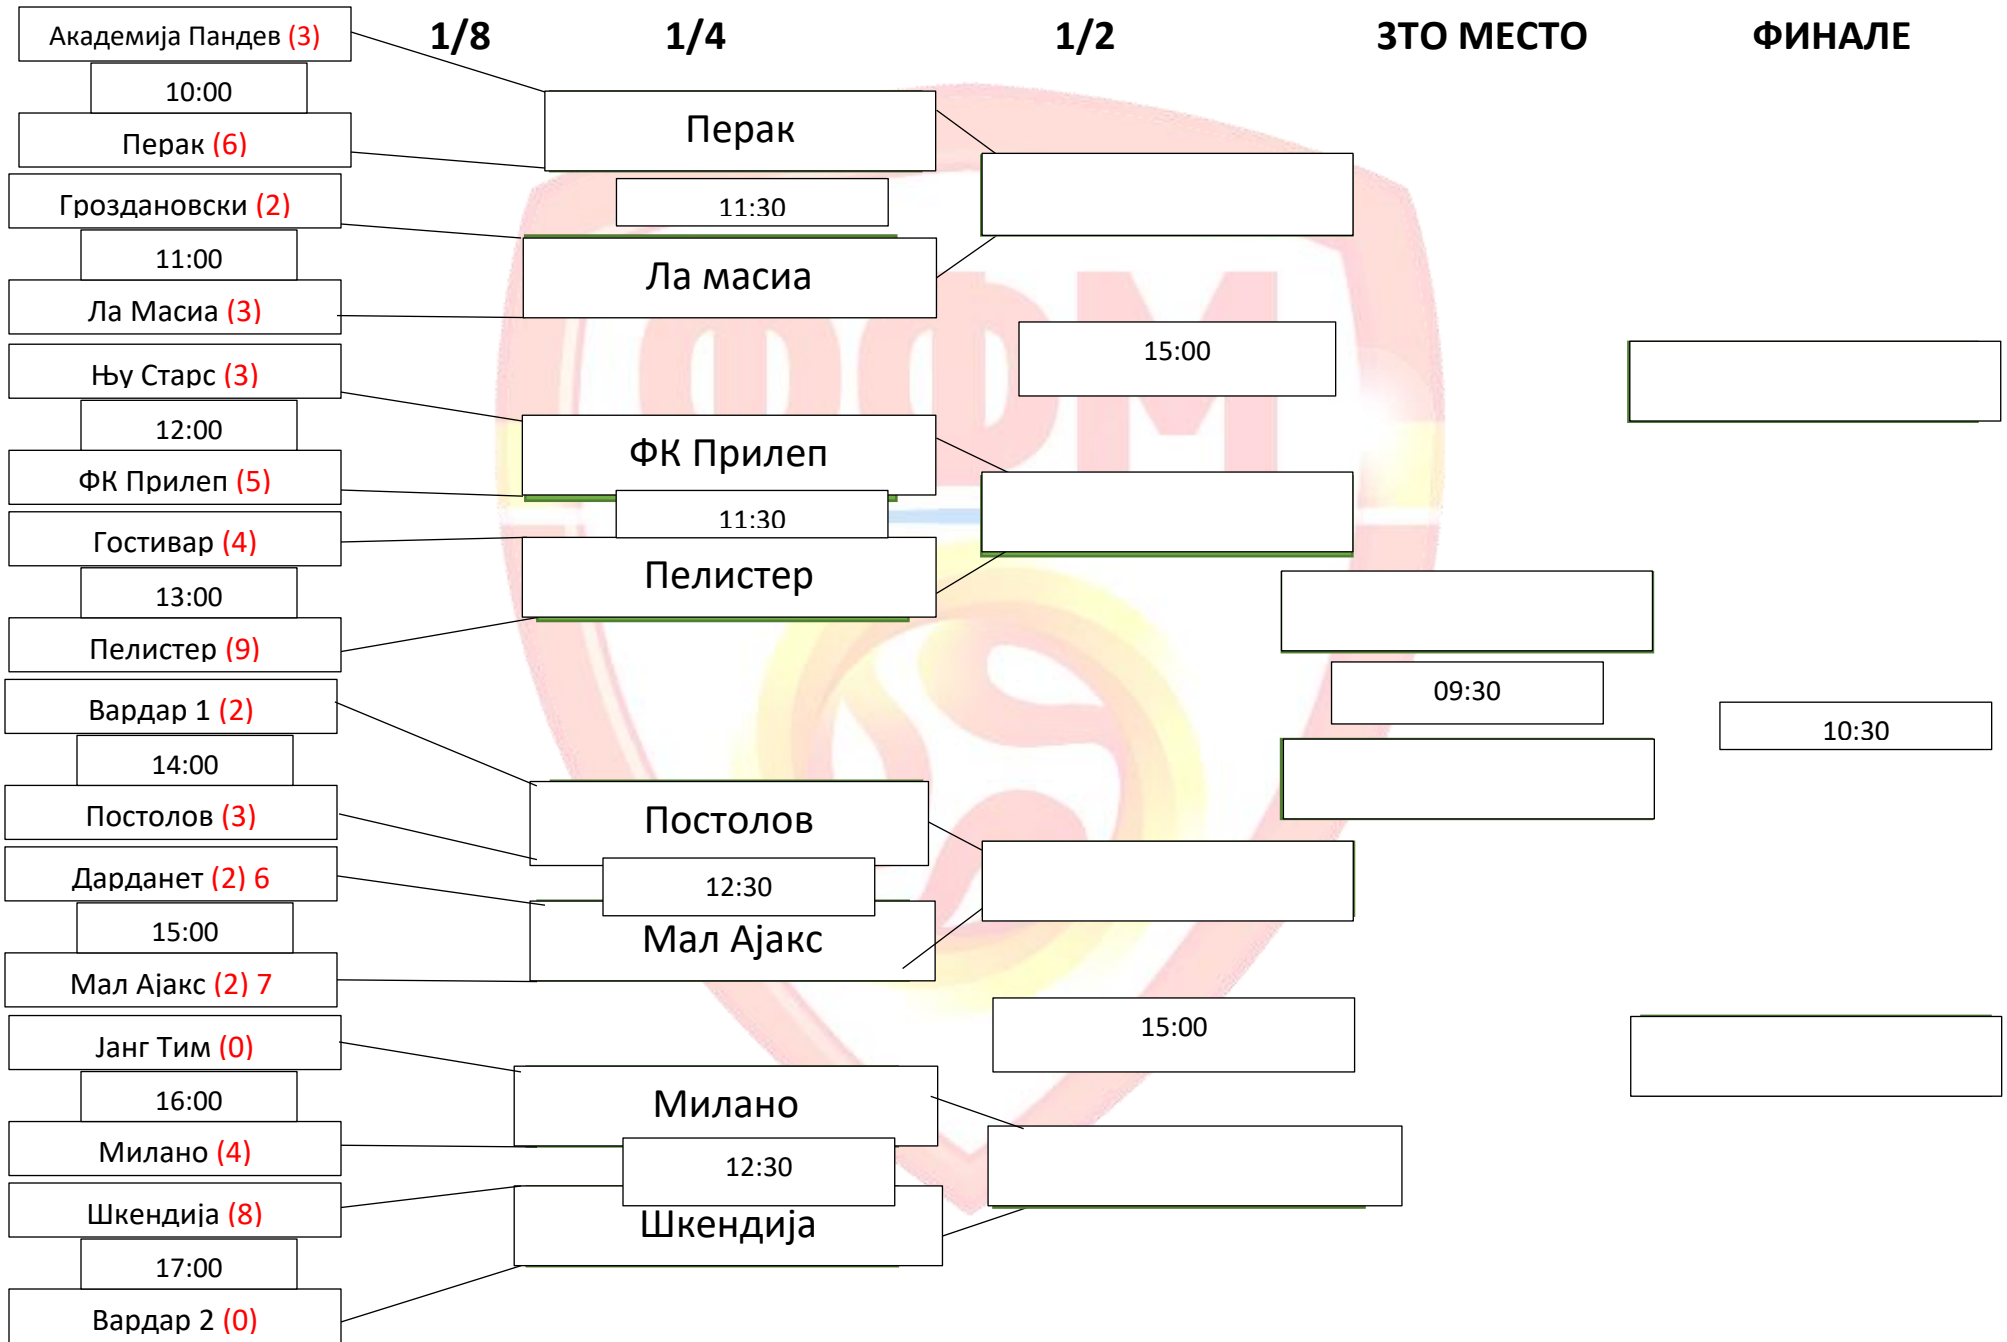 1/8
1/4
1/2
3ТО МЕСТО
ФИНАЛЕ
Академија Пандев (3)
10:00
Перак (6)
Гроздановски (2)
11:00
Ла Масиа (3)
Њу Старс (3)
12:00
ФК Прилеп (5)
Гостивар (4)
13:00
Пелистер (9)
Вардар 1 (2)
14:00
Постолов (3)
Дарданет (2) 6
15:00
Мал Ајакс (2) 7
Јанг Тим (0)
16:00
Милано (4)
Шкендија (8)
17:00
Вардар 2 (0)
Перак
11:30
Ла масиа
ФК Прилеп
11:30
Пелистер
Постолов
12:30
Мал Ајакс
Милано
12:30
Шкендија
15:00
15:00
09:30
10:30
ФФМ